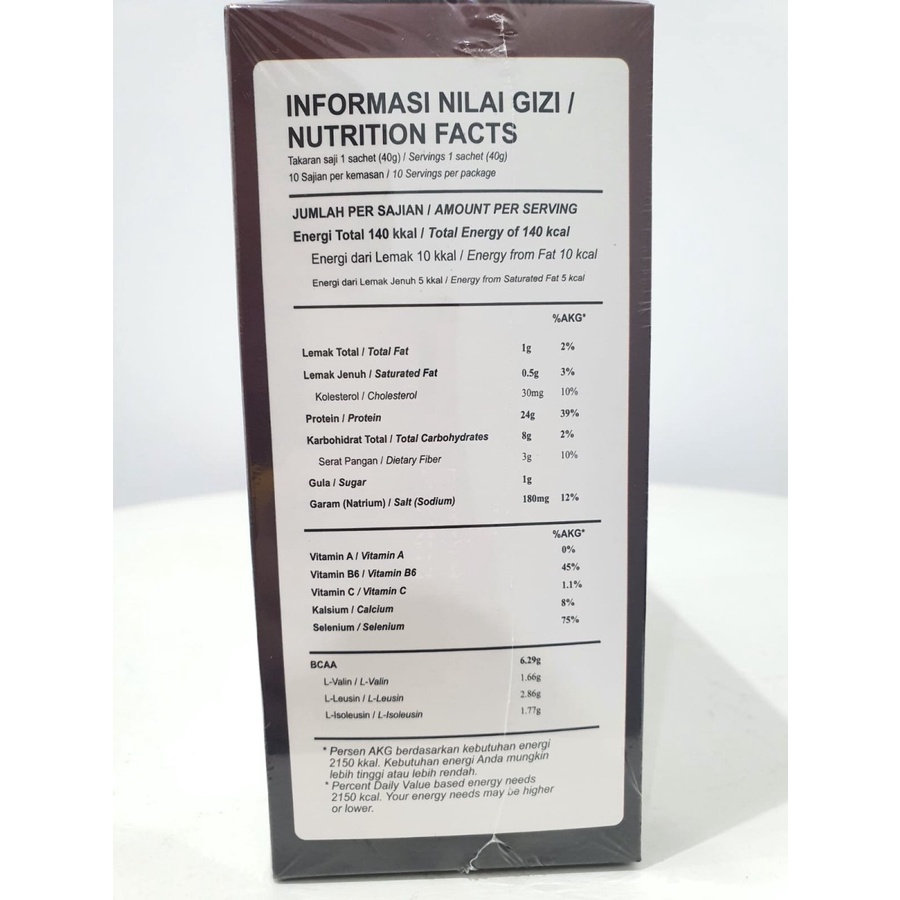 INFORMASI NILAI GIZI /
NUTRITION FACTS
Takaran saji 1 sachet (40g) / Servings 1 sachet (40g)
10 Sajian per kemasan / 10 Servings per package
JUMLAH PER SAJIAN / AMOUNT PER SERVING
Energi Total 140 kkal / Total Energy of 140 kcal
Energi dari Lemak 10 kkal / Energy from Fat 10 kcal
Energi dari Lemak Jenuh 5 kkal / Energy from Saturated Fat 5 kcal
%AKG*
Lemak Total / Total Fat 1g 2%
Lemak Jenuh / Saturated Fat 0.5g 3%
Kolesterol / Cholesterol 30mg 10%
Protein / Protein 24g 39%
Karbohidrat Total / Total Carbohydrates 8g 2%
Serat Pangan / Dietary Fiber 3g 10%
Gula / Sugar 1g
Garam (Natrium) / Salt (Sodium) 180mg 12%
%AKG*
Vitamin A / Vitamin A 0%
Vitamin B6 / Vitamin B6 45%
Vitamin C / Vitamin C 1.1%
Kalsium / Calcium 8%
Selenium / Selenium 75%
BCAA 6.29g
L-Valin / L-Valin 1.66g
L-Leusin / L-Leusin 2.86g
L-Isoleusin / L-Isoleusin 1.77g
* Persen AKG berdasarkan kebutuhan energi
2150 kkal. Kebutuhan energi Anda mungkin
lebih tinggi atau lebih rendah.
* Percent Daily Value based energy needs
2150 kcal. Your energy needs may be higher
or lower.